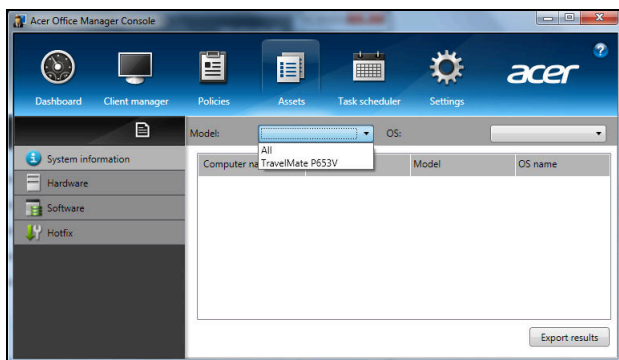 Acer Office Manager Console
Dashboard Client manager Policies Assets Task scheduler Settings acer ?
Model: OS:
All
TravelMate P653V
System information
Hardware
Software
Hotfix
Computer na Model OS name
Export results